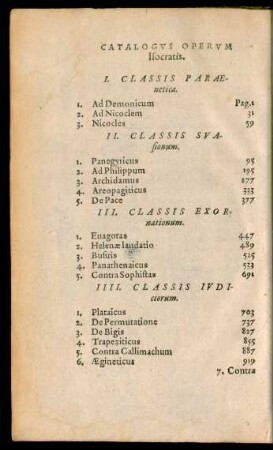 CATALOGVS OPERVM
Isocratis.
I. CLASSIS PARAE-
netica.
1. Ad Demonicum Pag.1
2. Ad Nicoclem 31
3. Nicocles 59
II. CLASSIS SVA-
sionum.
1. Panegyricus 95
2. Ad Philippum 195
3. Archidamus 277
4. Areopagiticus 333
5. De Pace 377
III. CLASSIS EXOR-
nationum.
1. Euagoras 447
2. Helenæ laudatio 489
3. Busiris 525
4. Panathenaicus 553
5. Contra Sophistas 691
IIII. CLASSIS IVDI-
ciorum.
1. Plataicus 703
2. De Permutatione 737
3. De Bigis 827
4. Trapeziticus 855
5. Contra Callimachum 887
6. Ægineticus 919
7. Contra